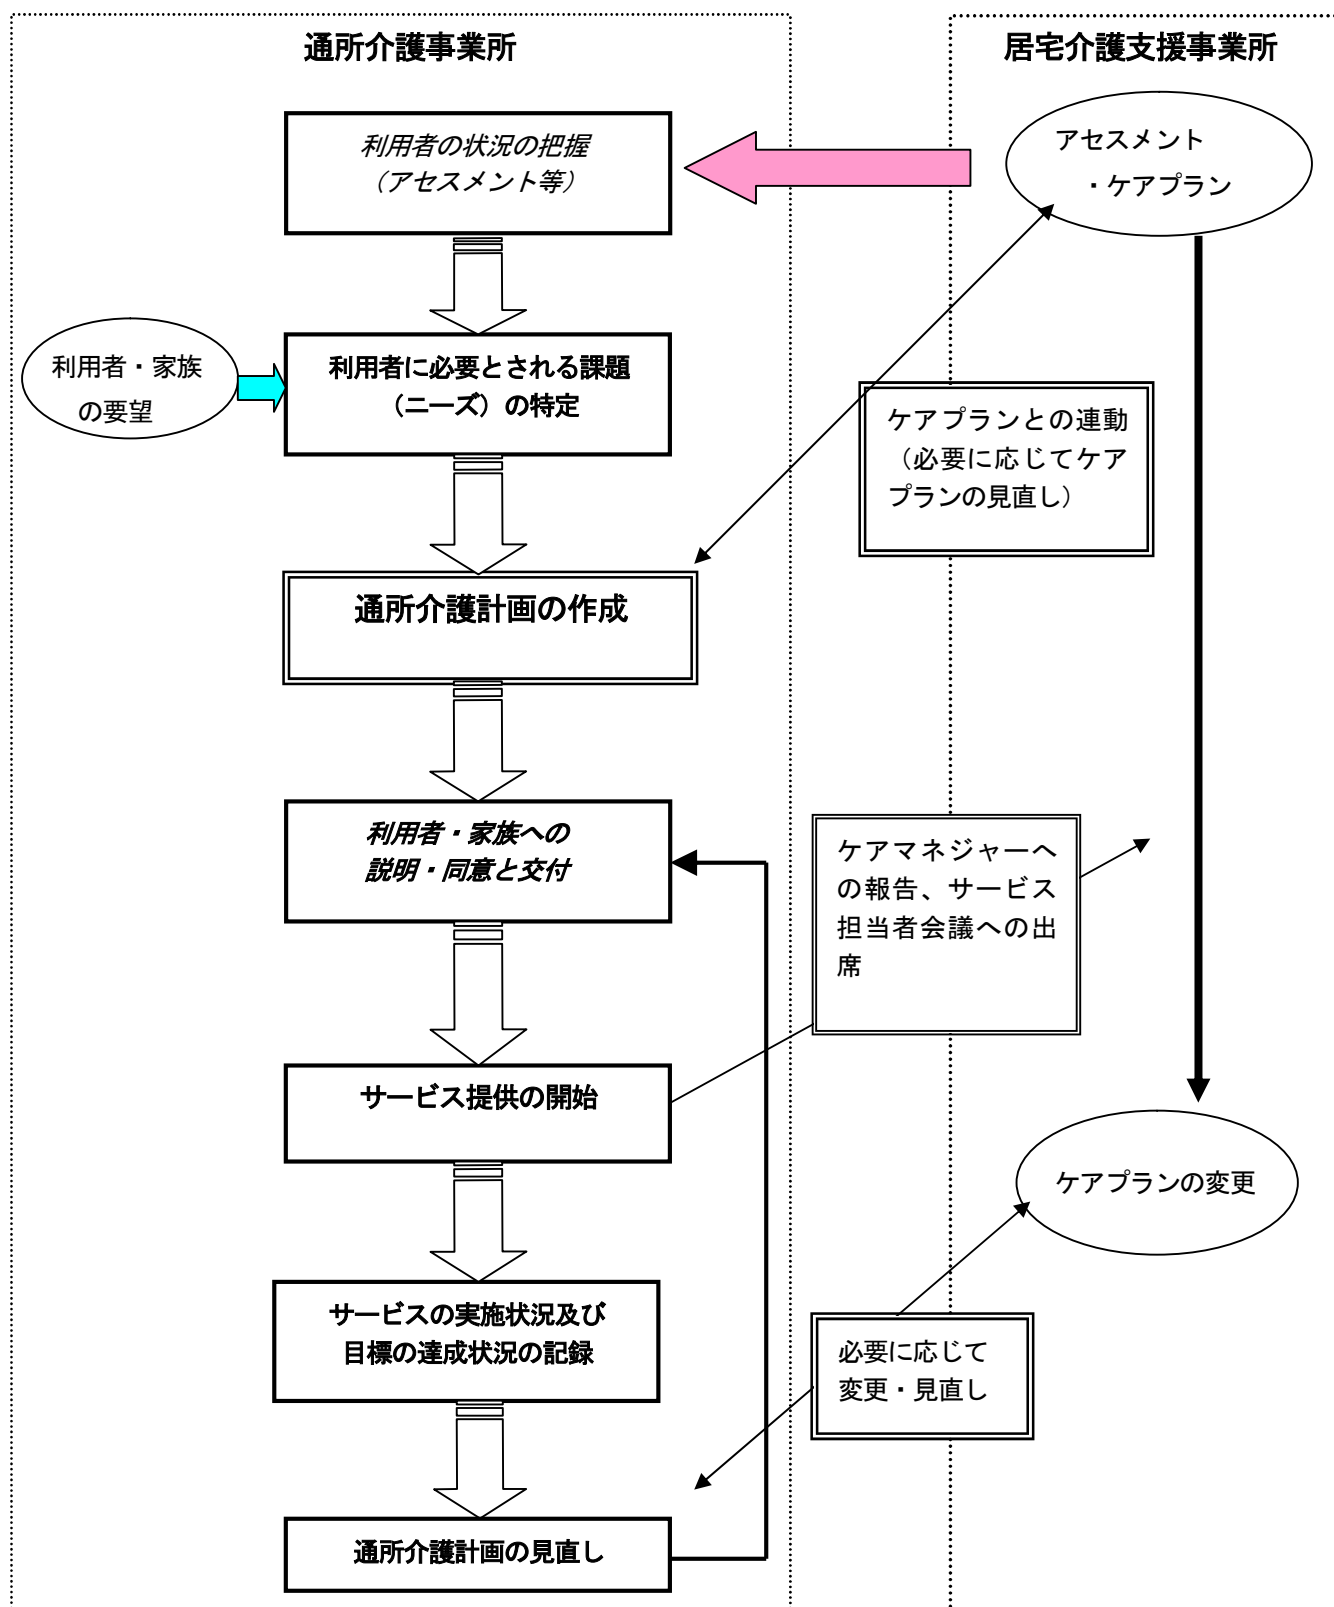 通所介護事業所
居宅介護支援事業所
利用者の状況の把握
（アセスメント等）
アセスメント
・ケアプラン
利用者・家族
の要望
利用者に必要とされる課題
（ニーズ）の特定
ケアプランとの連動
（必要に応じてケア
プランの見直し）
通所介護計画の作成
利用者・家族への
説明・同意と交付
ケアマネジャーへ
の報告、サービス
担当者会議への出
席
サービス提供の開始
ケアプランの変更
サービスの実施状況及び
目標の達成状況の記録
必要に応じて
変更・見直し
通所介護計画の見直し